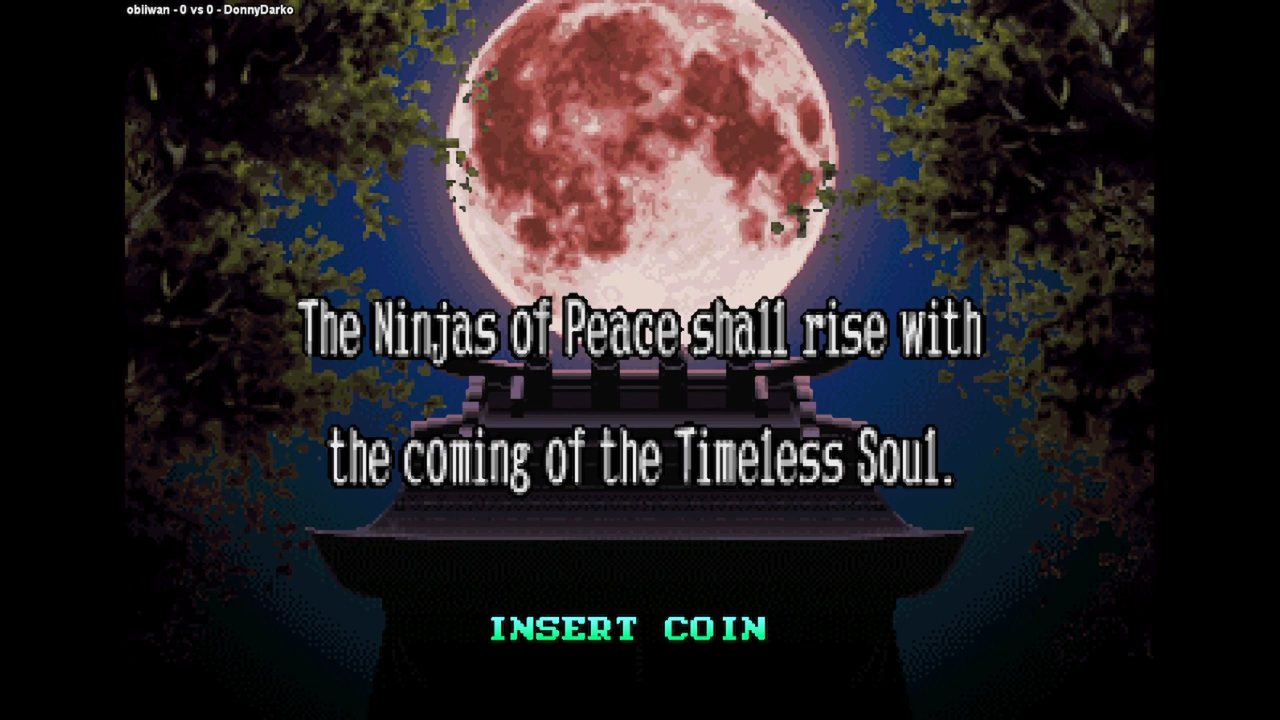 obiiwan - 0 vs 0 - DonnyDarko
The Ninjas of Peace shall rise with
the coming of the Timeless Soul.
INSERT COIN